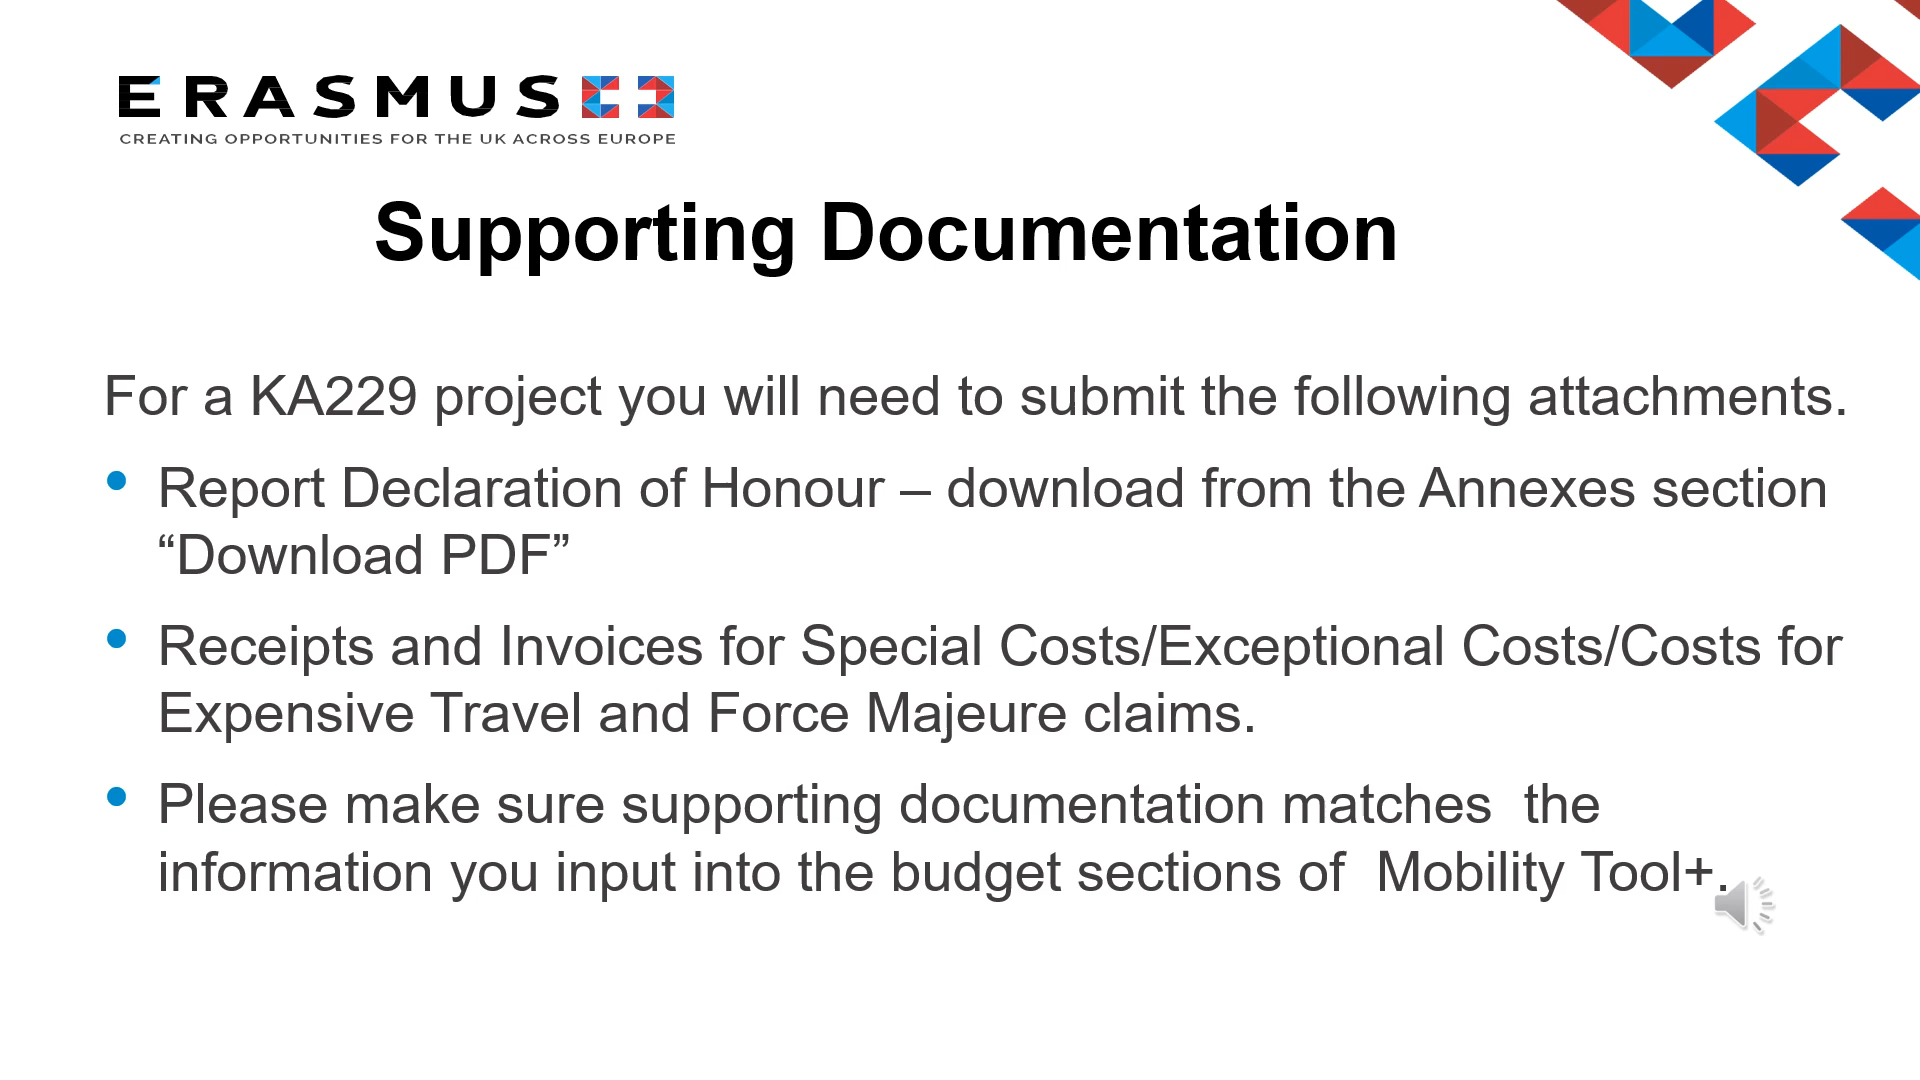 ERASMUS+
CREATING OPPORTUNITIES FOR THE UK ACROSS EUROPE
Supporting Documentation
For a KA229 project you will need to submit the following attachments.
• Report Declaration of Honour – download from the Annexes section
“Download PDF”
• Receipts and Invoices for Special Costs/Exceptional Costs/Costs for
Expensive Travel and Force Majeure claims.
• Please make sure supporting documentation matches  the
information you input into the budget sections of  Mobility Tool+.